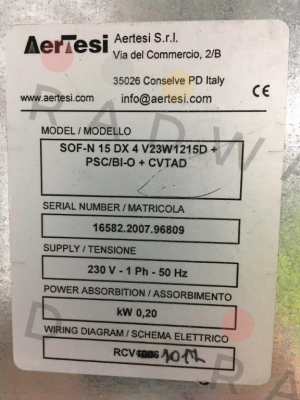 AerTesi
Aertesi S.r.l.
Via del Commercio, 2/B
35026 Conselve PD Italy
www.aertesi.com info@aertesi.com
CE
MODEL / MODELLO
SOF-N 15 DX 4 V23W1215D +
PSC/BI-O + CVTAD
SERIAL NUMBER / MATRICOLA
16582.2007.96809
SUPPLY / TENSIONE
230 V - 1 Ph - 50 Hz
POWER ABSORBTION / ASSORBIMENTO
kW 0,20
WIRING DIAGRAM / SCHEMA ELETTRICO
RCV1006 1017